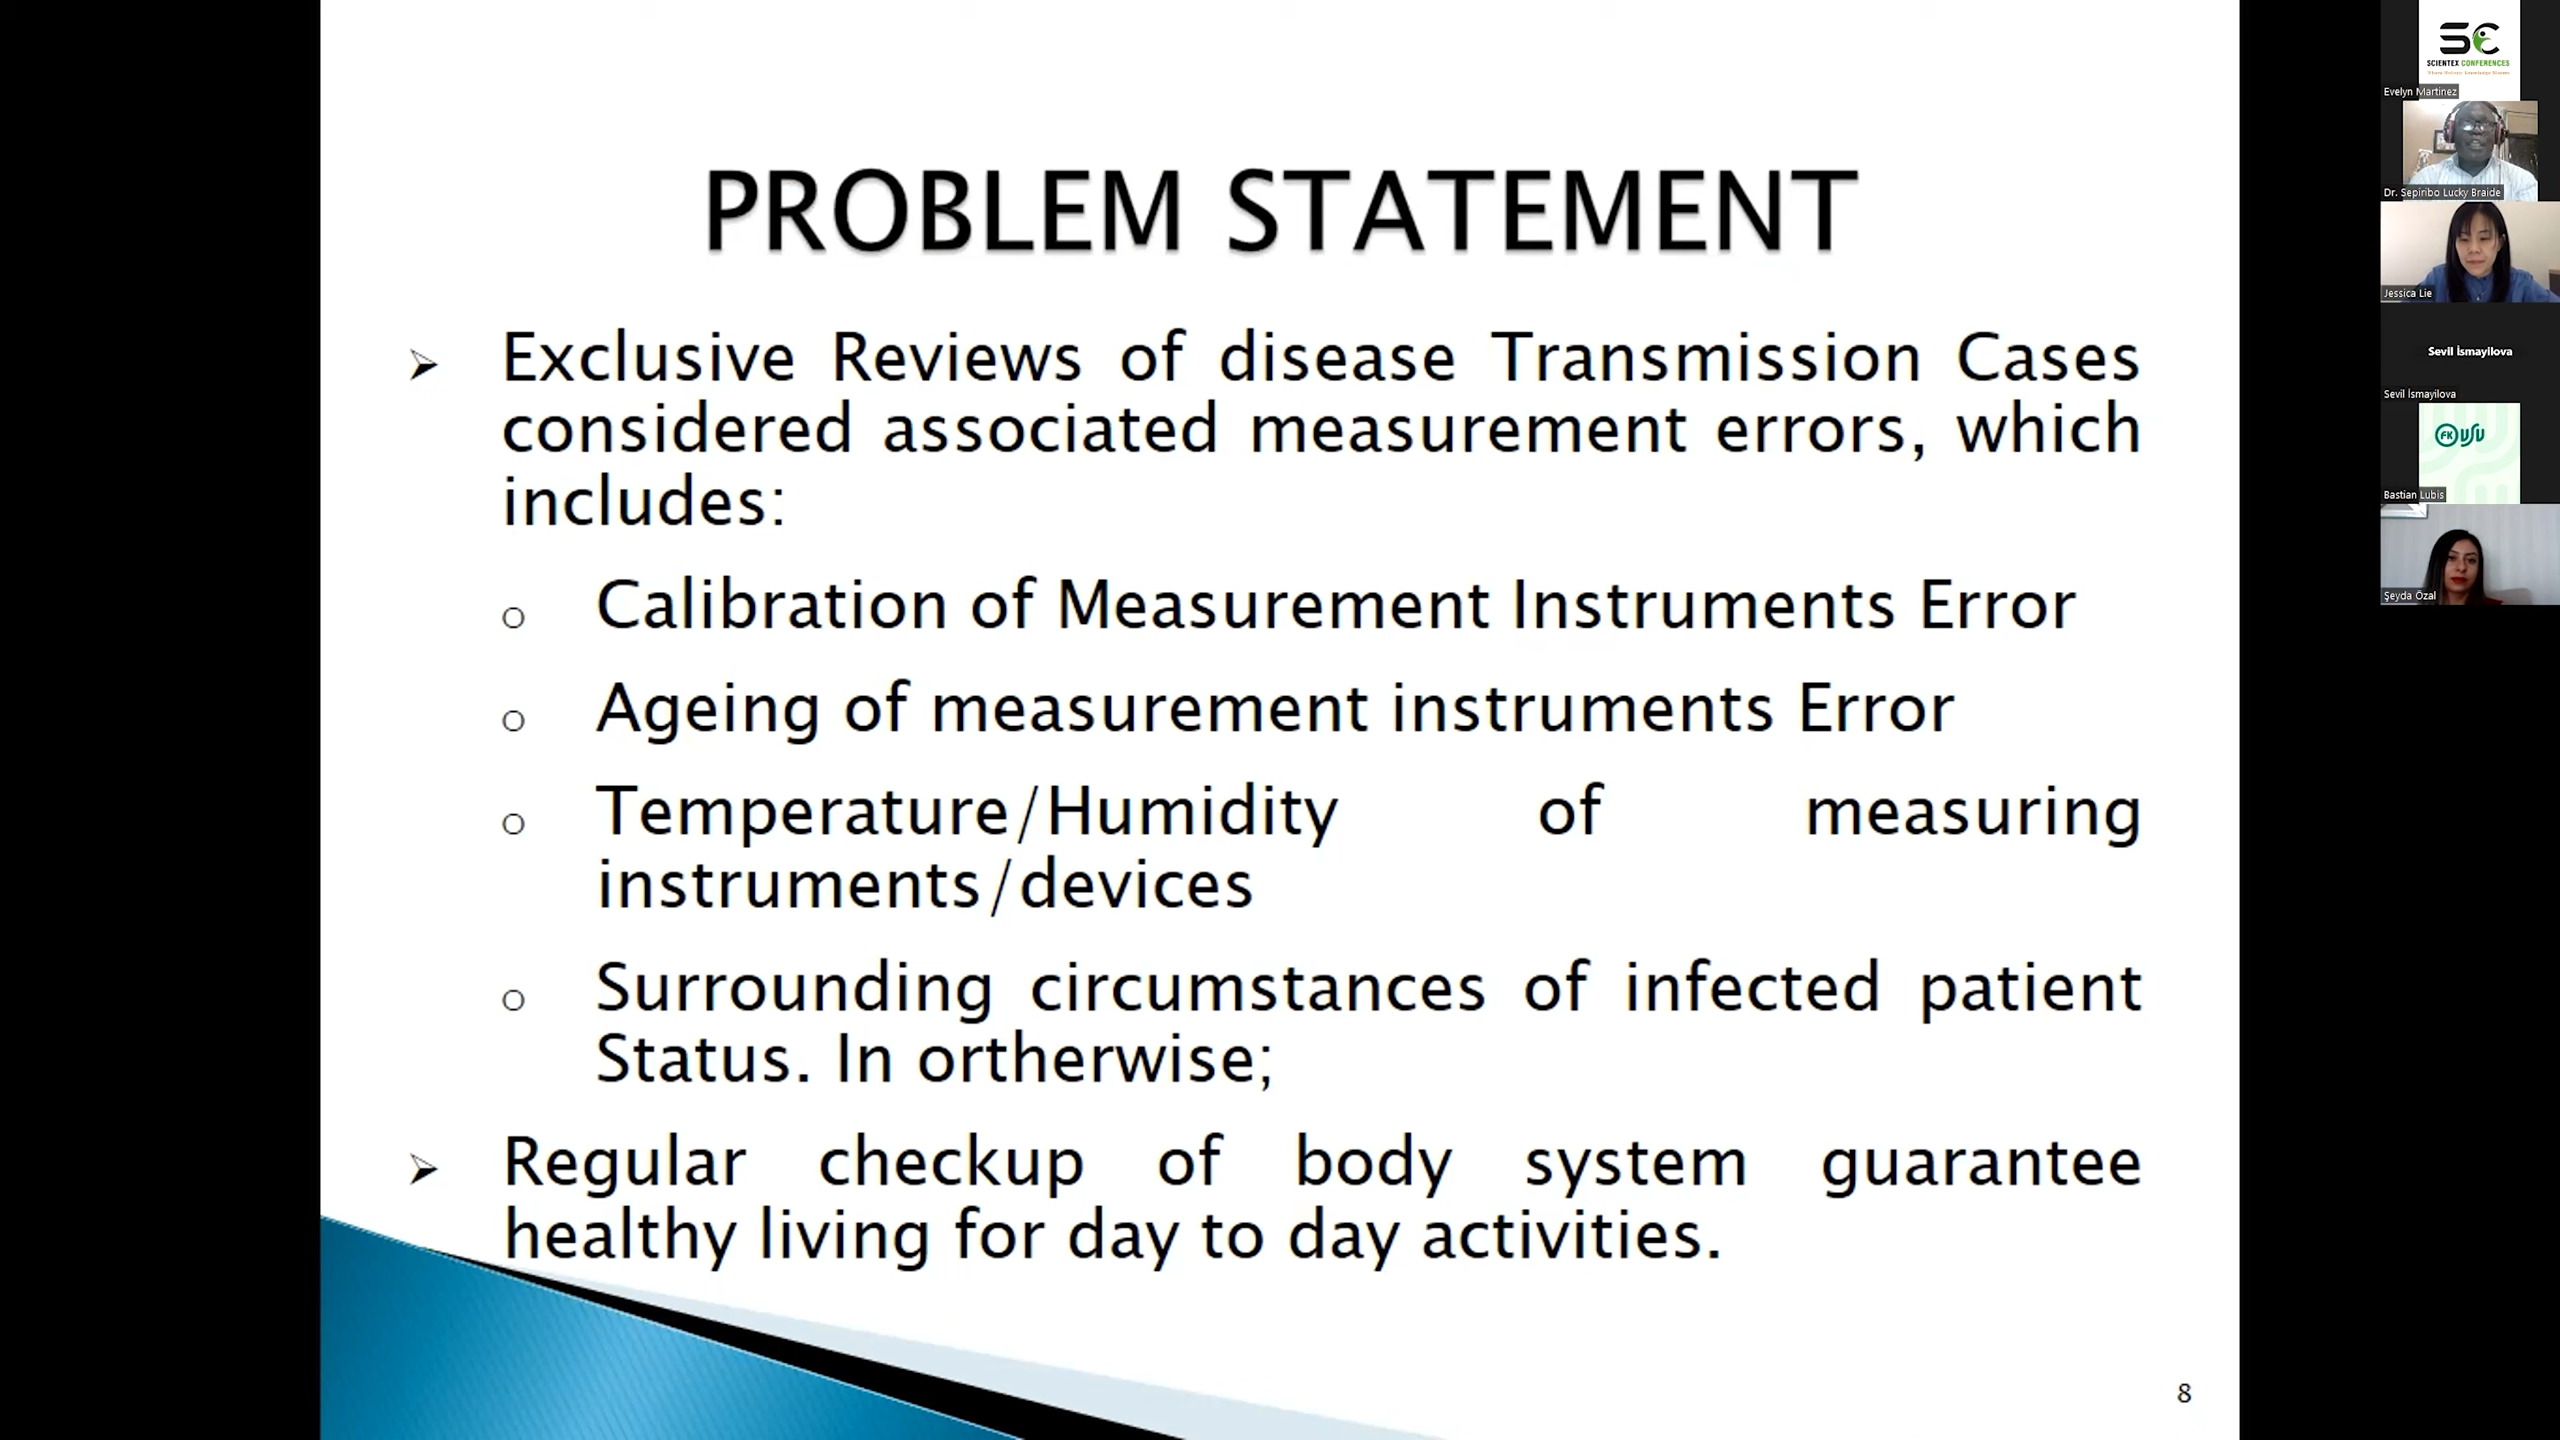 PROBLEM STATEMENT
Exclusive Reviews of disease Transmission Cases
considered associated measurement errors, which
includes:
Calibration of Measurement Instruments Error
Ageing of measurement instruments Error
Temperature/Humidity of measuring
instruments/devices
Surrounding circumstances of infected patient
Status. In ortherwise;
Regular checkup of body system guarantee
healthy living for day to day activities.
8
SC
SCIENTEX CONFERENCES
Evelyn Martinez
Dr. Sepiribo Lucky Braide
Jessica Lie
Sevil İsmayilova
Sevil İsmayilova
FK USU
Bastian Lubis
Şeyda Özal